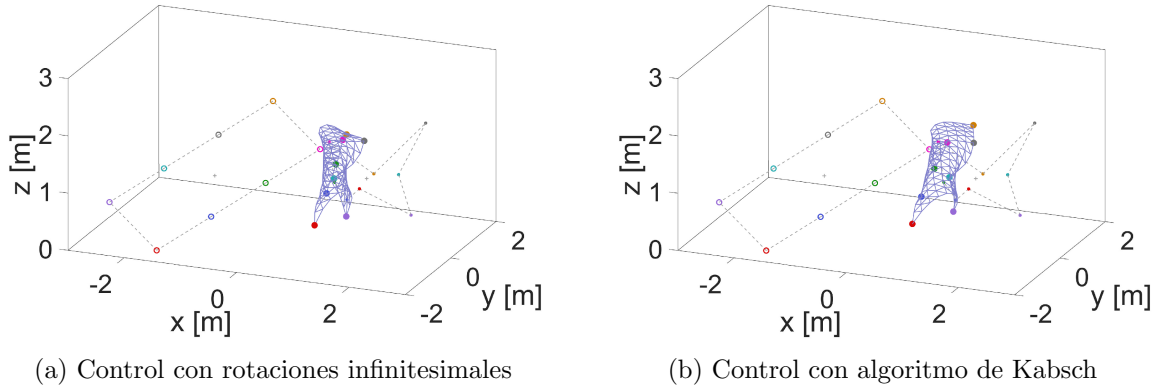 3
2
1
0
z [m]
-2
0
2
x [m]
-2
0
2
y [m]
3
2
1
0
z [m]
-2
0
2
x [m]
-2
0
2
y [m]
(a) Control con rotaciones infinitesimales
(b) Control con algoritmo de Kabsch